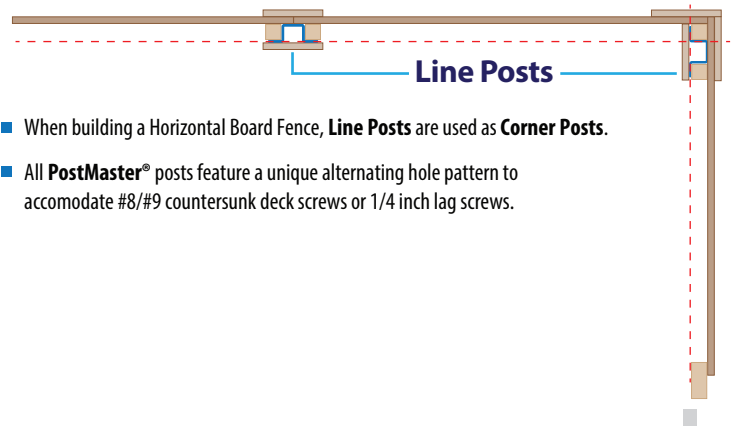 Line Posts
When building a Horizontal Board Fence, Line Posts are used as Corner Posts.
All PostMaster® posts feature a unique alternating hole pattern to
accomodate #8/#9 countersunk deck screws or 1/4 inch lag screws.